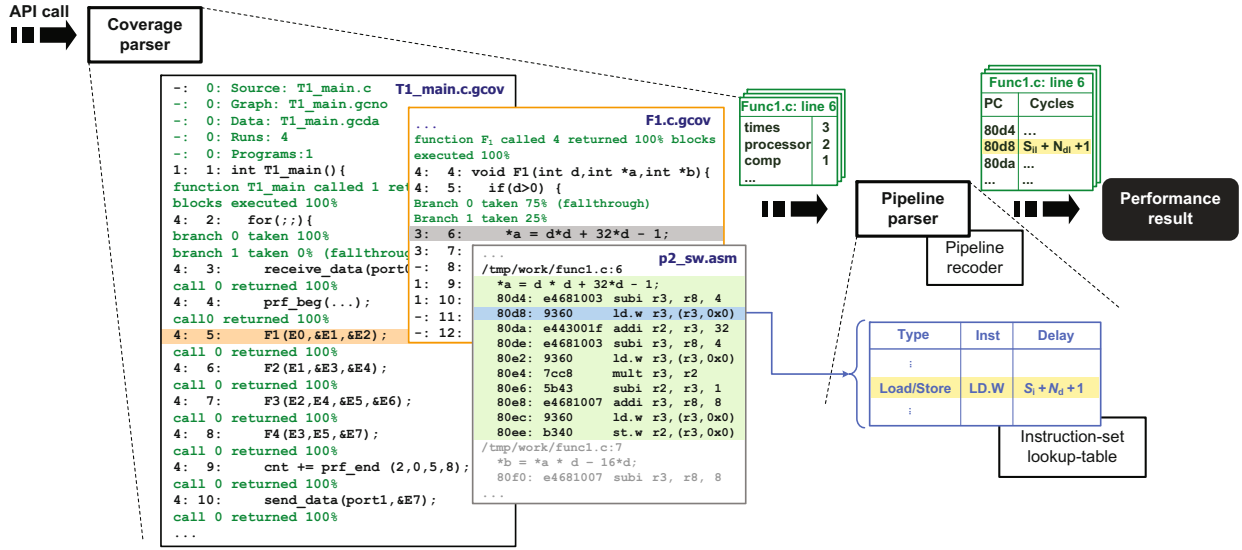 API call
Coverage
parser
T1_main.c.gcov
-: 0: Source: T1_main.c
-: 0: Graph: T1_main.gcno
-: 0: Data: T1_main.gcda
-: 0: Runs: 4
-: 0: Programs:1
1: 1: int T1_main(){
function T1_main called 1 ret
blocks executed 100%
4: 2: for(;;){
branch 0 taken 100%
branch 1 taken 0% (fallthroug
4: 3: receive_data(port0
call 0 returned 100%
4: 4: prf_beg(...);
call0 returned 100%
4: 5: F1(E0,&E1,&E2);
call 0 returned 100%
4: 6: F2(E1,&E3,&E4);
call 0 returned 100%
4: 7: F3(E2,E4,&E5,&E6);
call 0 returned 100%
4: 8: F4(E3,E5,&E7);
call 0 returned 100%
4: 9: cnt += prf_end (2,0,5,8);
call 0 returned 100%
4: 10: send_data(port1,&E7);
call 0 returned 100%
...
F1.c.gcov
...
function F1 called 4 returned 100% blocks
executed 100%
4: 4: void F1(int d,int *a,int *b){
4: 5: if(d>0) {
Branch 0 taken 75% (fallthrough)
Branch 1 taken 25%
3: 6: *a = d*d + 32*d - 1;
3: 7:
-: 8:
1: 9:
1: 10:
-: 11:
-: 12:
...
p2_sw.asm
/tmp/work/func1.c:6
*a = d * d + 32*d - 1;
80d4: e4681003 subi r3, r8, 4
80d8: 9360 ld.w r3,(r3,0x0)
80da: e443001f addi r2, r3, 32
80de: e4681003 subi r3, r8, 4
80e2: 9360 ld.w r3,(r3,0x0)
80e4: 7cc8 mult r3, r2
80e6: 5b43 subi r2, r3, 1
80e8: e4681007 addi r3, r8, 8
80ec: 9360 ld.w r3,(r3,0x0)
80ee: b340 st.w r2,(r3,0x0)
/tmp/work/func1.c:7
*b = *a * d - 16*d;
80f0: e4681007 subi r3, r8, 8
...
Func1.c: line 6
times 3
processor 2
comp 1
...
Func1.c: line 6
PC Cycles
80d4 ...
80d8 Sil + Ndl +1
80da ...
... ...
Pipeline
parser
Pipeline
recoder
Performance
result
Type Inst Delay
⋮
Load/Store LD.W Si + Nd +1
⋮
Instruction-set
lookup-table